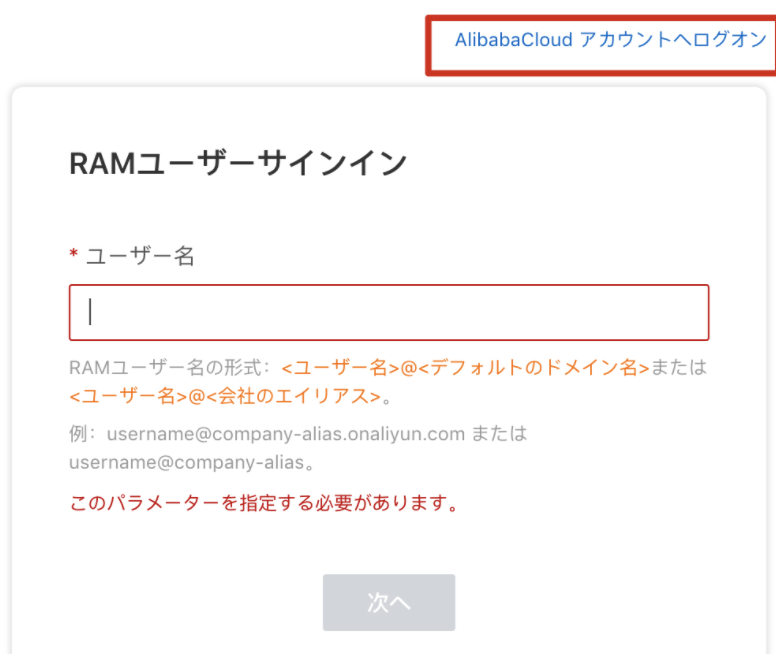 AlibabaCloud アカウントへログオン
RAMユーザーサインイン
* ユーザー名
RAMユーザー名の形式：<ユーザー名>@<デフォルトのドメイン名>または
<ユーザー名>@<会社のエイリアス>。
例：username@company-alias.onaliyun.com または
username@company-alias。
このパラメーターを指定する必要があります。
次へ